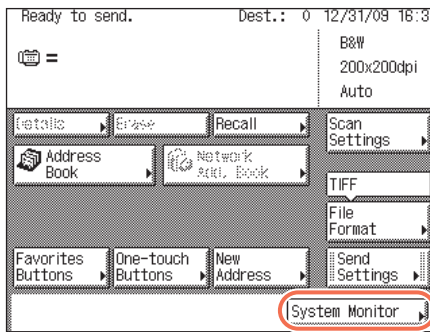 Ready to send. Dest.: 0 12/31/09 16:3
B&W
200x200dpi
Auto
=
Details Erase Recall Scan
Settings
Address
Book
Network
Add. Book
TIFF
File
Format
Favorites
Buttons
One-touch
Buttons
New
Address
Send
Settings
System Monitor